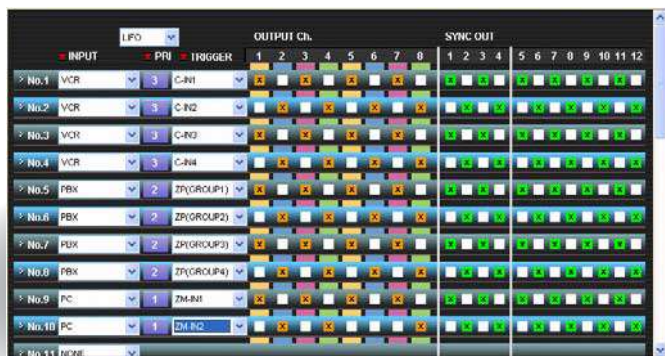 LIFO OUTPUT Ch. SYNC OUT
INPUT PRI TRIGGER 1 2 3 4 5 6 7 8 1 2 3 4 5 6 7 8 9 10 11 12
No.1 VCR 3 C-IN1
No.2 VCR 3 C-IN2
No.3 VCR 3 C-IN3
No.4 VCR 3 C-IN4
No.5 PBX 2 ZP(GROUP1)
No.6 PBX 2 ZP(GROUP2)
No.7 PBX 2 ZP(GROUP3)
No.8 PBX 2 ZP(GROUP4)
No.9 PC 1 ZM-IN1
No.10 PC 1 ZM-IN2
No.11 NONE